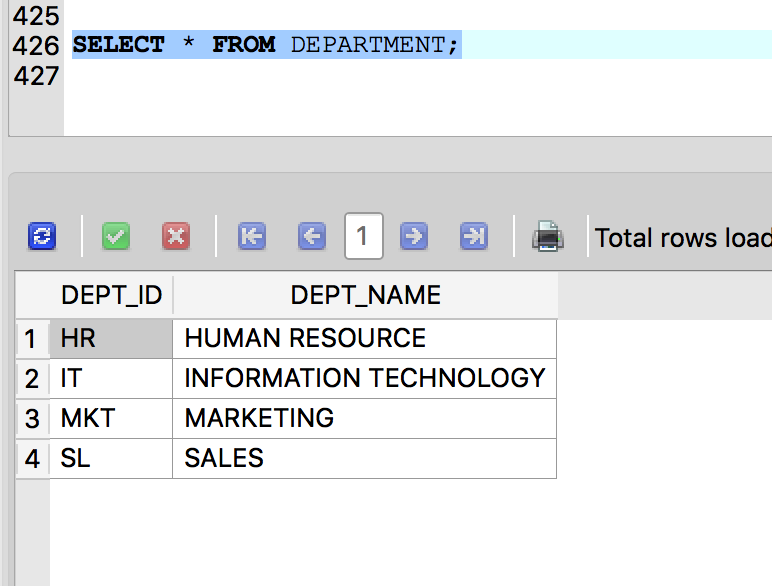 425
426 SELECT * FROM DEPARTMENT;
427
1 Total rows
DEPT_ID DEPT_NAME
1 HR HUMAN RESOURCE
2 IT INFORMATION TECHNOLOGY
3 MKT MARKETING
4 SL SALES